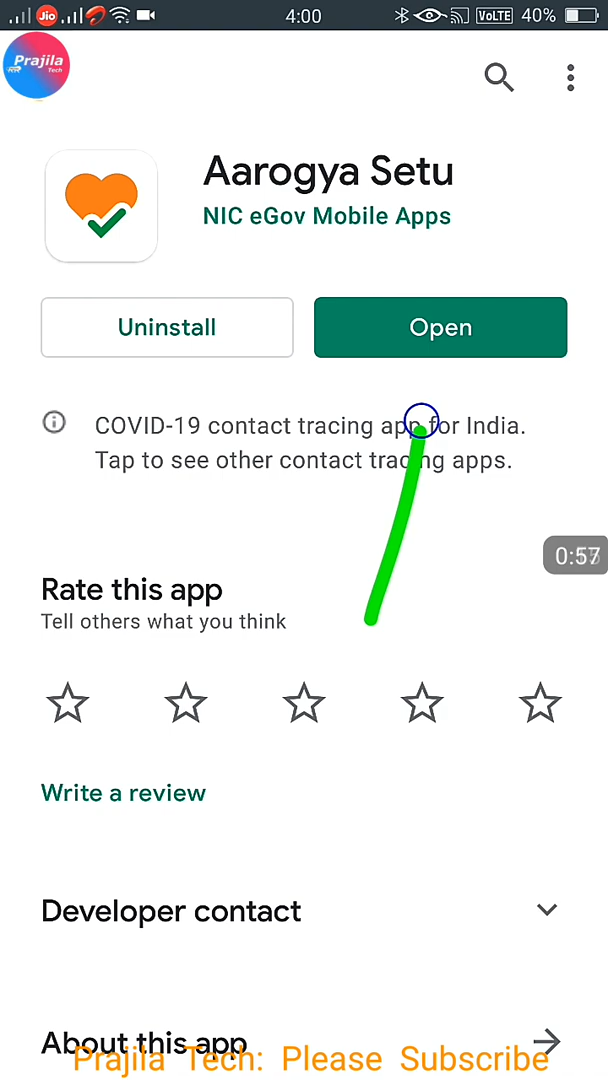 Jio
4:00
VoLTE
40%
Prajila
Tech
Aarogya Setu
NIC eGov Mobile Apps
Uninstall
Open
COVID-19 contact tracing app for India.
Tap to see other contact tracing apps.
0:57
Rate this app
Tell others what you think
Write a review
Developer contact
About this app
Prajila Tech: Please Subscribe